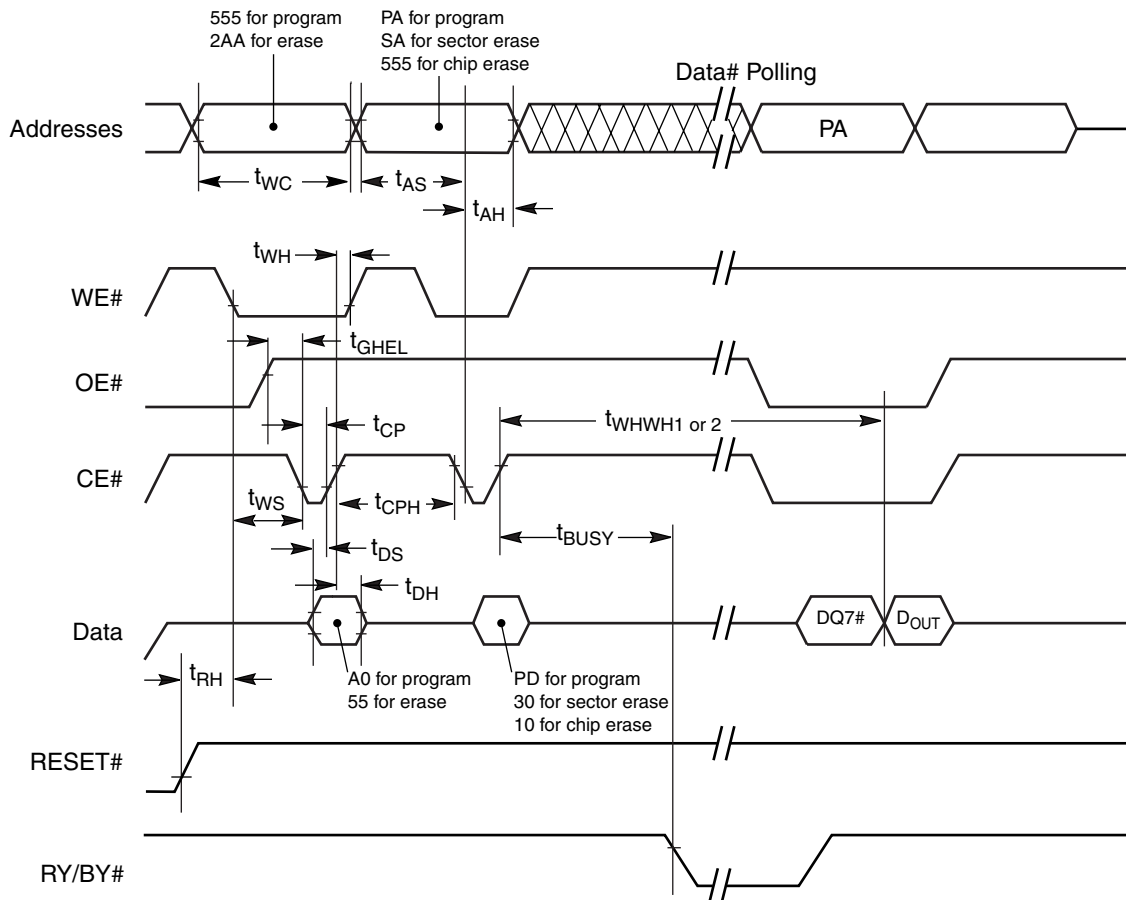 555 for program
2AA for erase
PA for program
SA for sector erase
555 for chip erase
Data# Polling
Addresses
PA
tWC
tAS
tAH
tWH
WE#
tGHEL
OE#
tWHWH1 or 2
tCP
CE#
tWS
tCPH
tBUSY
tDS
tDH
Data
DQ7#
DOUT
tRH
A0 for program
55 for erase
PD for program
30 for sector erase
10 for chip erase
RESET#
RY/BY#